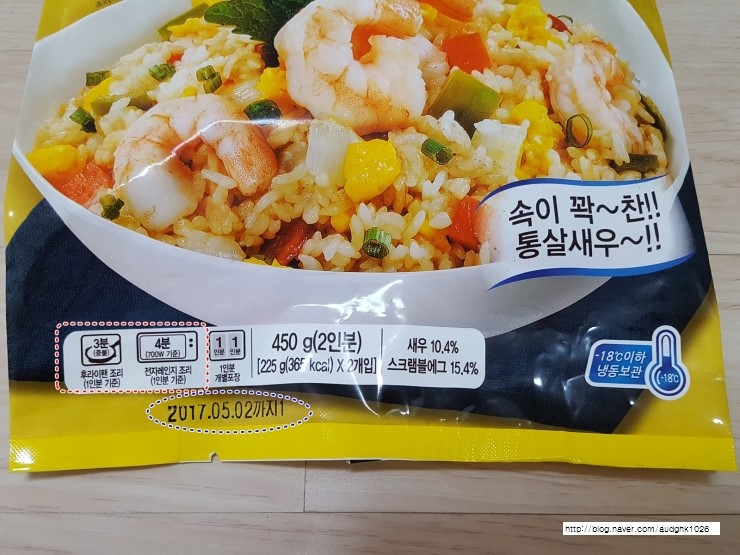 속이 꽉~찬!!
통살새우~!!
3분
(중불)
후라이팬 조리
(1인분 기준)
4분
(700W 기준)
전자레인지 조리
(1인분 기준)
1 1
인분 인분
1인분
개별포장
450 g(2인분)
[225 g(365 kcal) X 2개입]
새우 10.4%
스크램블에그 15.4%
-18℃이하
냉동보관
-18℃
2017.05.02까지
http://blog.naver.com/audghk1026